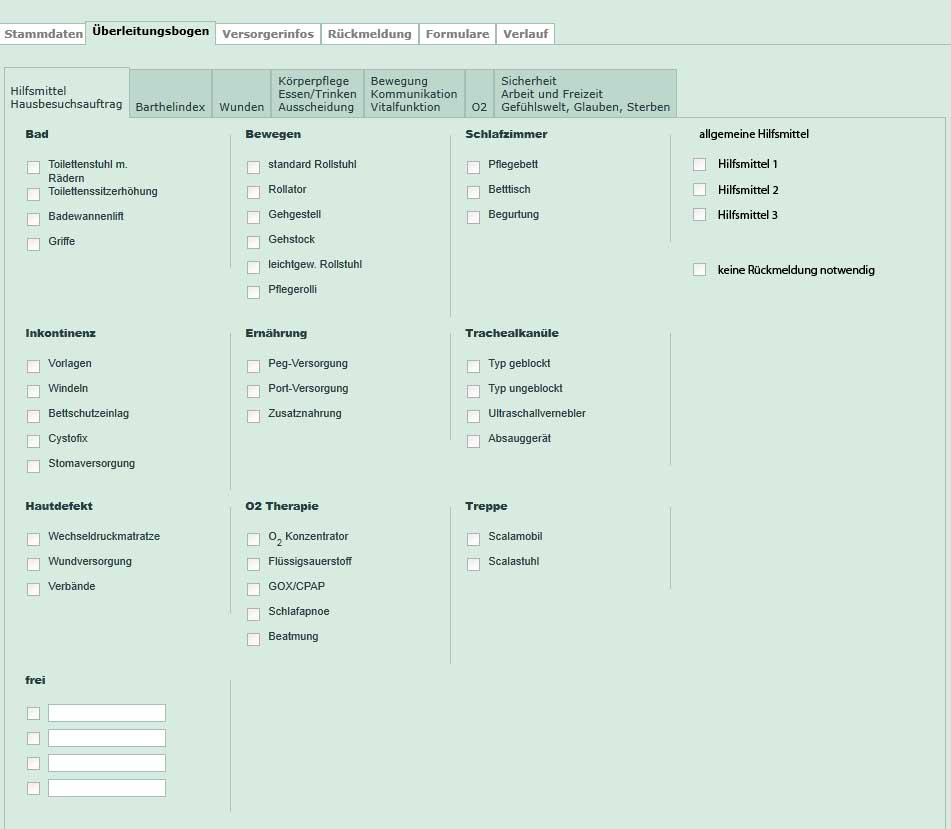 Stammdaten Überleitungsbogen Versorgerinfos Rückmeldung Formulare Verlauf
Hilfsmittel
Hausbesuchsauftrag
Barthelindex
Wunden
Körperpflege
Essen/Trinken
Ausscheidung
Bewegung
Kommunikation
Vitalfunktion
O2
Sicherheit
Arbeit und Freizeit
Gefühlswelt, Glauben, Sterben
Bad
Toilettenstuhl m.
Rädern
Toilettenssitzerhöhung
Badewannenlift
Griffe
Bewegen
standard Rollstuhl
Rollator
Gehgestell
Gehstock
leichtgew. Rollstuhl
Pflegerolli
Schlafzimmer
Pflegebett
Betttisch
Begurtung
allgemeine Hilfsmittel
Hilfsmittel 1
Hilfsmittel 2
Hilfsmittel 3
keine Rückmeldung notwendig
Inkontinenz
Vorlagen
Windeln
Bettschutzeinlag
Cystofix
Stomaversorgung
Ernährung
Peg-Versorgung
Port-Versorgung
Zusatznahrung
Trachealkanüle
Typ geblockt
Typ ungeblockt
Ultraschallvernebler
Absauggerät
Hautdefekt
Wechseldruckmatratze
Wundversorgung
Verbände
O2 Therapie
O2 Konzentrator
Flüssigsauerstoff
GOX/CPAP
Schlafapnoe
Beatmung
Treppe
Scalamobil
Scalastuhl
frei